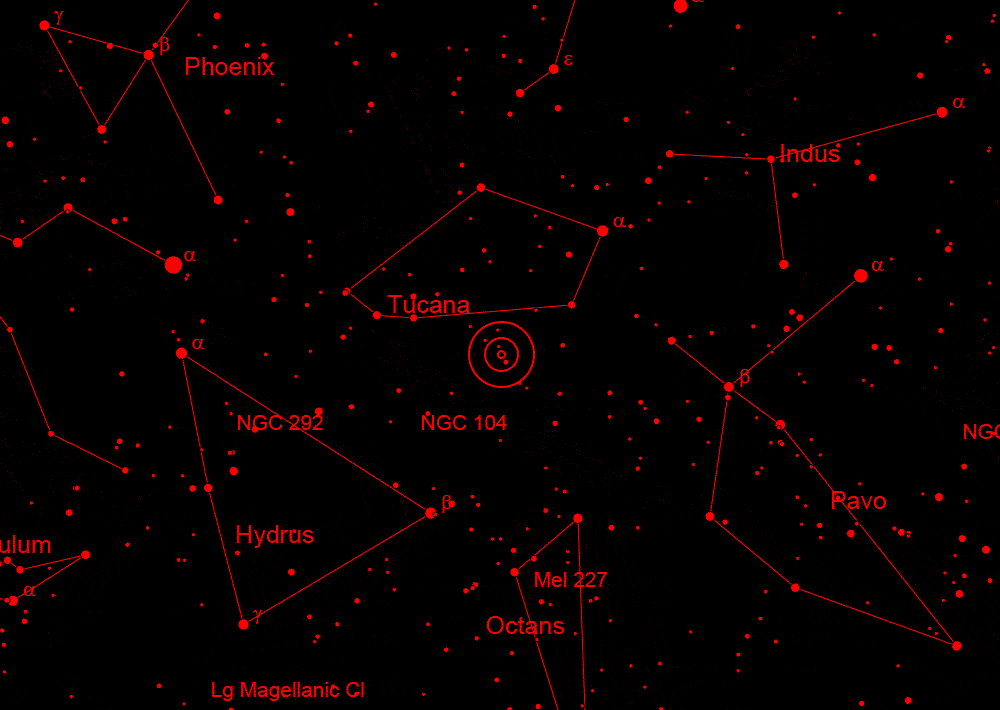 α
γ
β
Phoenix
ε
α
Indus
α
α
α
Tucana
α
β
NGC 292
NGC 104
NGC
Pavo
β
Hydrus
ulum
Mel 227
α
γ
Octans
Lg Magellanic Cl